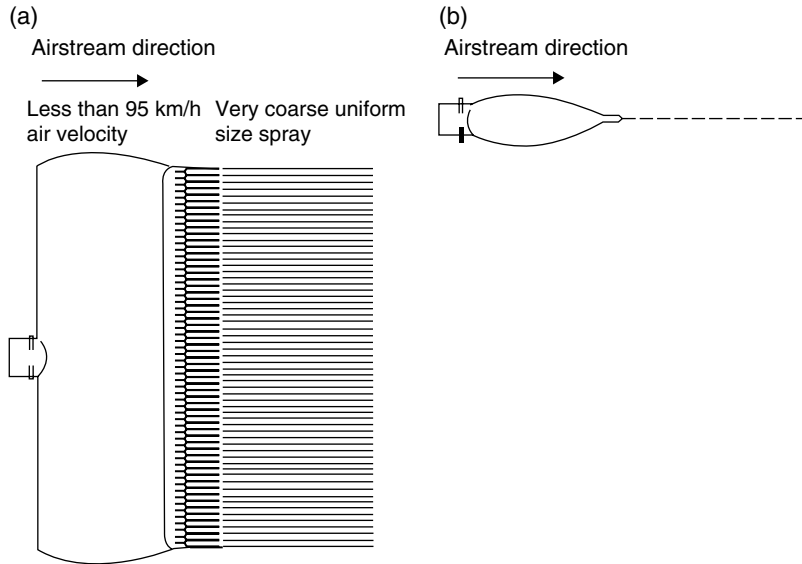 (a)
Airstream direction
Less than 95 km/h
air velocity
Very coarse uniform
size spray
(b)
Airstream direction